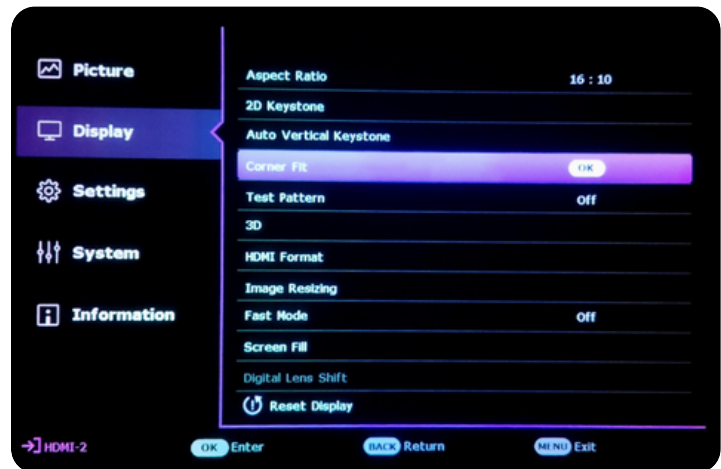 Picture
Display
Settings
System
Information
Aspect Ratio 16 : 10
2D Keystone
Auto Vertical Keystone
Corner Fit OK
Test Pattern Off
3D
HDMI Format
Image Resizing
Fast Mode Off
Screen Fill
Digital Lens Shift
Reset Display
HDMI-2 OK Enter BACK Return MENU Exit